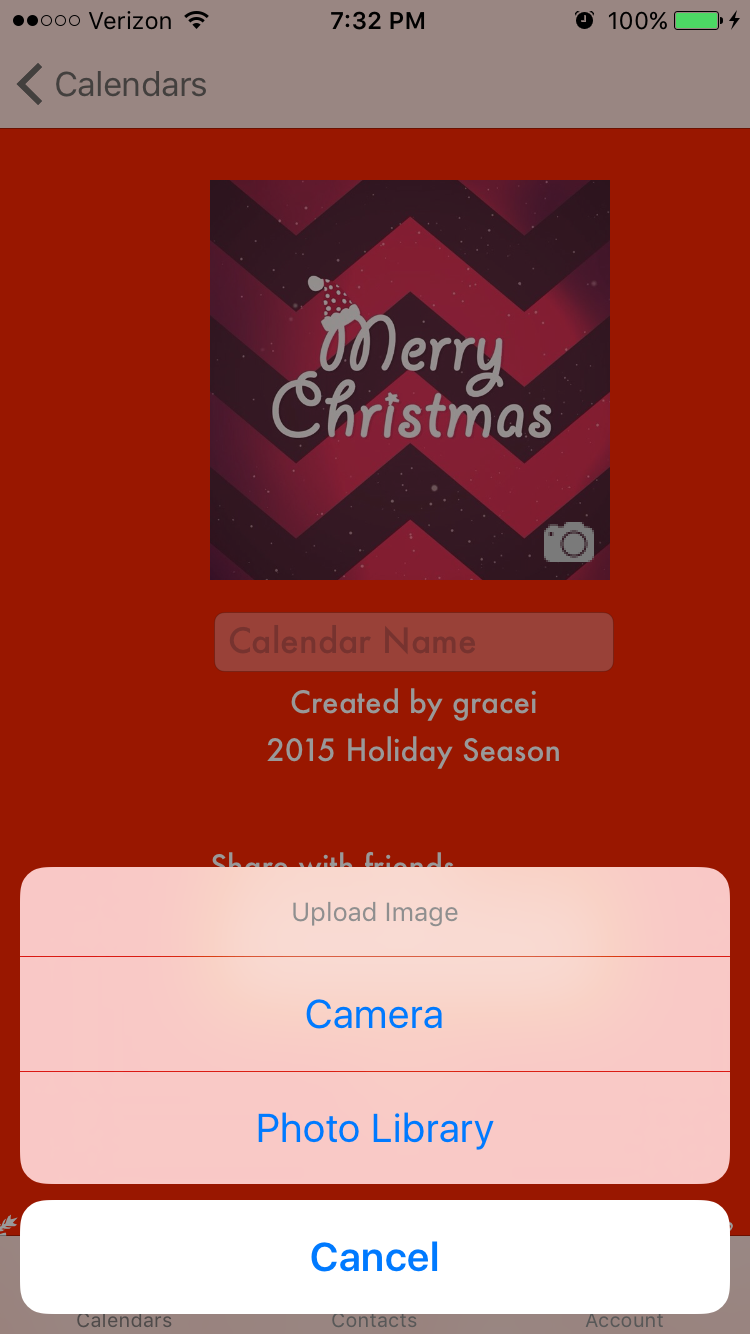 Verizon 7:32 PM 100%
Calendars
Merry
Christmas
Calendar Name
Created by gracei
2015 Holiday Season
Share with friends
Upload Image
Camera
Photo Library
Cancel
Calendars Contacts Account